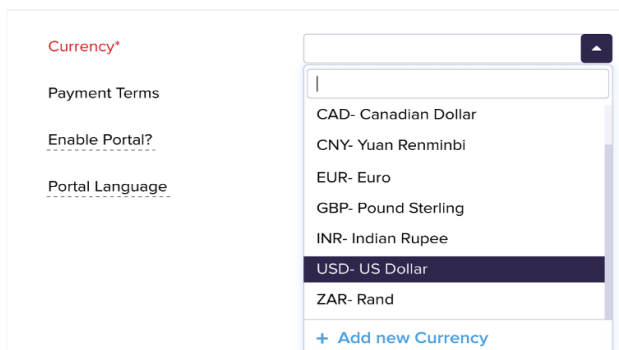 Currency*
Payment Terms
Enable Portal?
Portal Language
CAD- Canadian Dollar
CNY- Yuan Renminbi
EUR- Euro
GBP- Pound Sterling
INR- Indian Rupee
USD- US Dollar
ZAR- Rand
+ Add new Currency